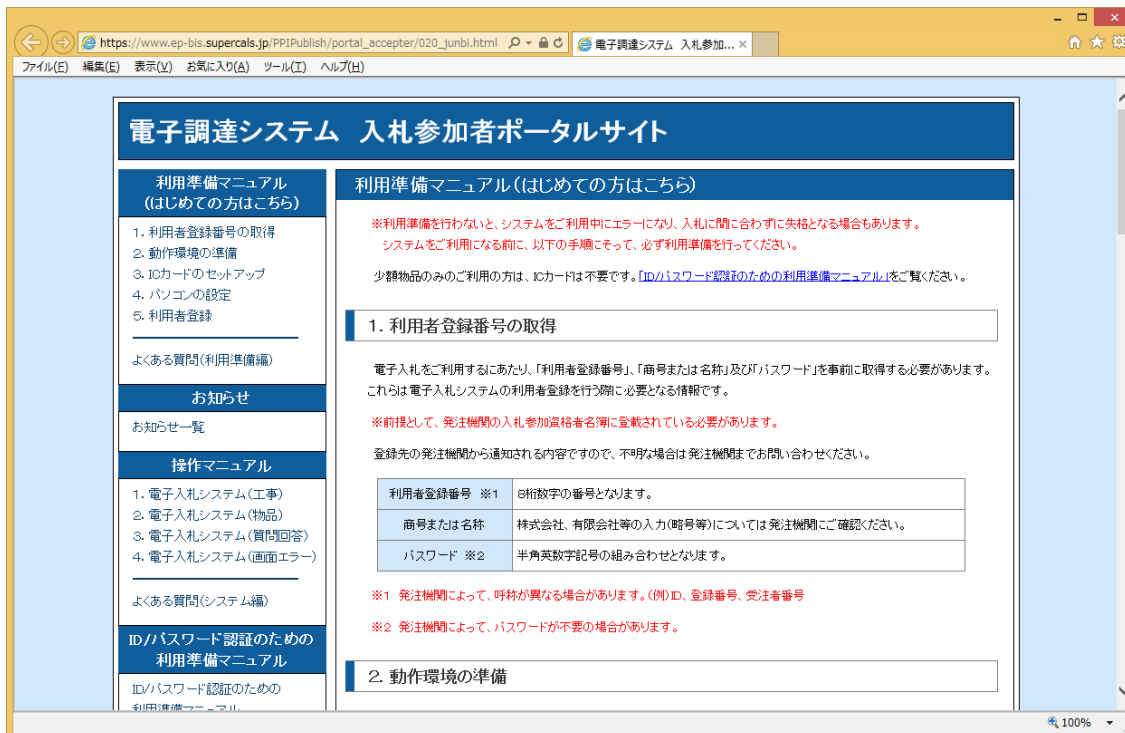 https://www.ep-bis.supercals.jp/PPIPublish/portal_accepter/020_junbi.html
電子調達システム 入札参加... ×
ファイル(F) 編集(E) 表示(V) お気に入り(A) ツール(T) ヘルプ(H)
電子調達システム 入札参加者ポータルサイト
利用準備マニュアル
(はじめての方はこちら)
1. 利用者登録番号の取得
2. 動作環境の準備
3. ICカードのセットアップ
4. パソコンの設定
5. 利用者登録
よくある質問(利用準備編)
お知らせ
お知らせ一覧
操作マニュアル
1. 電子入札システム(工事)
2. 電子入札システム(物品)
3. 電子入札システム(質問回答)
4. 電子入札システム(画面エラー)
よくある質問(システム編)
ID/パスワード認証のための
利用準備マニュアル
ID/パスワード認証のための
利用準備マニュアル
利用準備マニュアル(はじめての方はこちら)
※利用準備を行わないと、システムをご利用中にエラーになり、入札に間に合わずに失格となる場合もあります。
システムをご利用になる前に、以下の手順にそって、必ず利用準備を行ってください。
少額物品のみのご利用の方は、ICカードは不要です。「ID/パスワード認証のための利用準備マニュアル」をご覧ください。
1. 利用者登録番号の取得
電子入札をご利用するにあたり、「利用者登録番号」、「商号または名称」及び「パスワード」を事前に取得する必要があります。
これらは電子入札システムの利用者登録を行う際に必要となる情報です。
※前提として、発注機関の入札参加資格者名簿に登載されている必要があります。
登録先の発注機関から通知される内容ですので、不明な場合は発注機関までお問い合わせください。
利用者登録番号 ※1 8桁数字の番号となります。
商号または名称 株式会社、有限会社等の入力(略号等)については発注機関にご確認ください。
パスワード ※2 半角英数字記号の組み合わせとなります。
※1 発注機関によって、呼称が異なる場合があります。(例)ID、登録番号、受注者番号
※2 発注機関によって、パスワードが不要の場合があります。
2. 動作環境の準備
100%